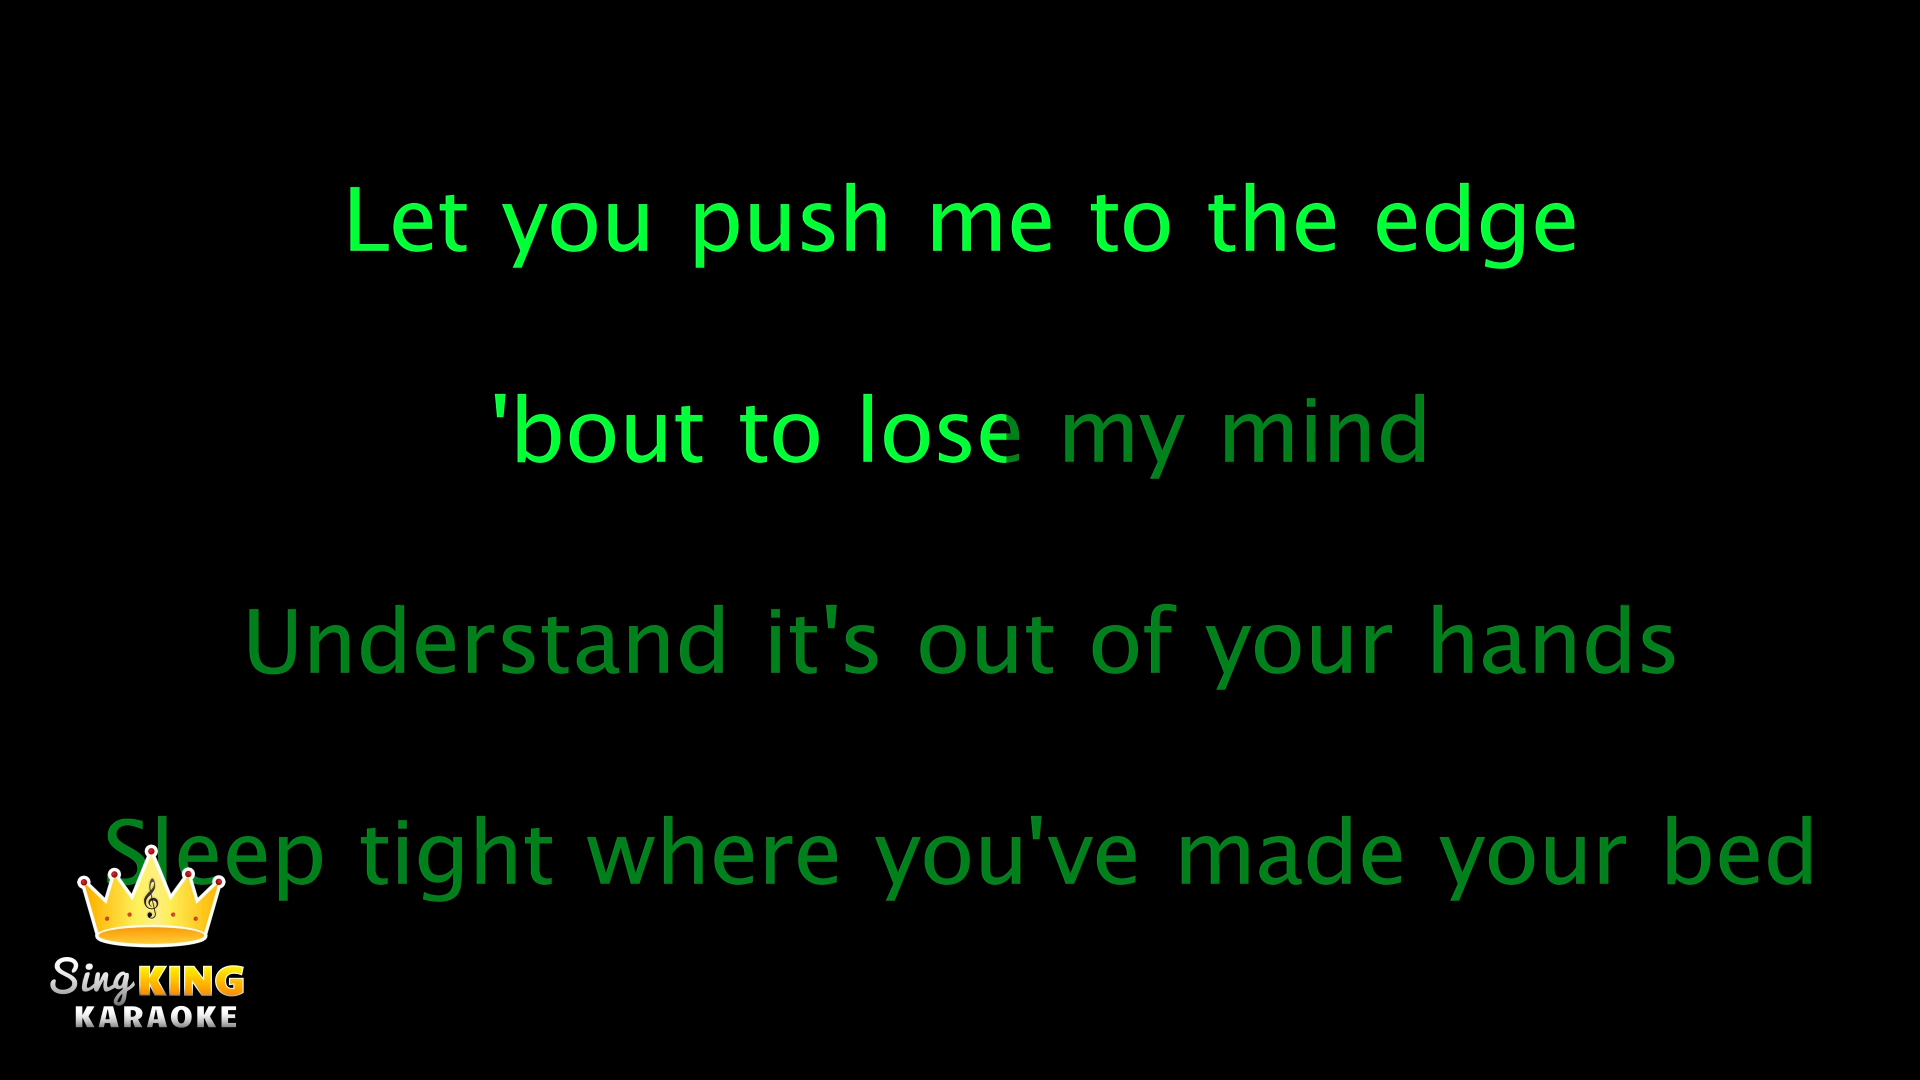 Let you push me to the edge
'bout to lose my mind
Understand it's out of your hands
Sleep tight where you've made your bed
Sing KING
KARAOKE